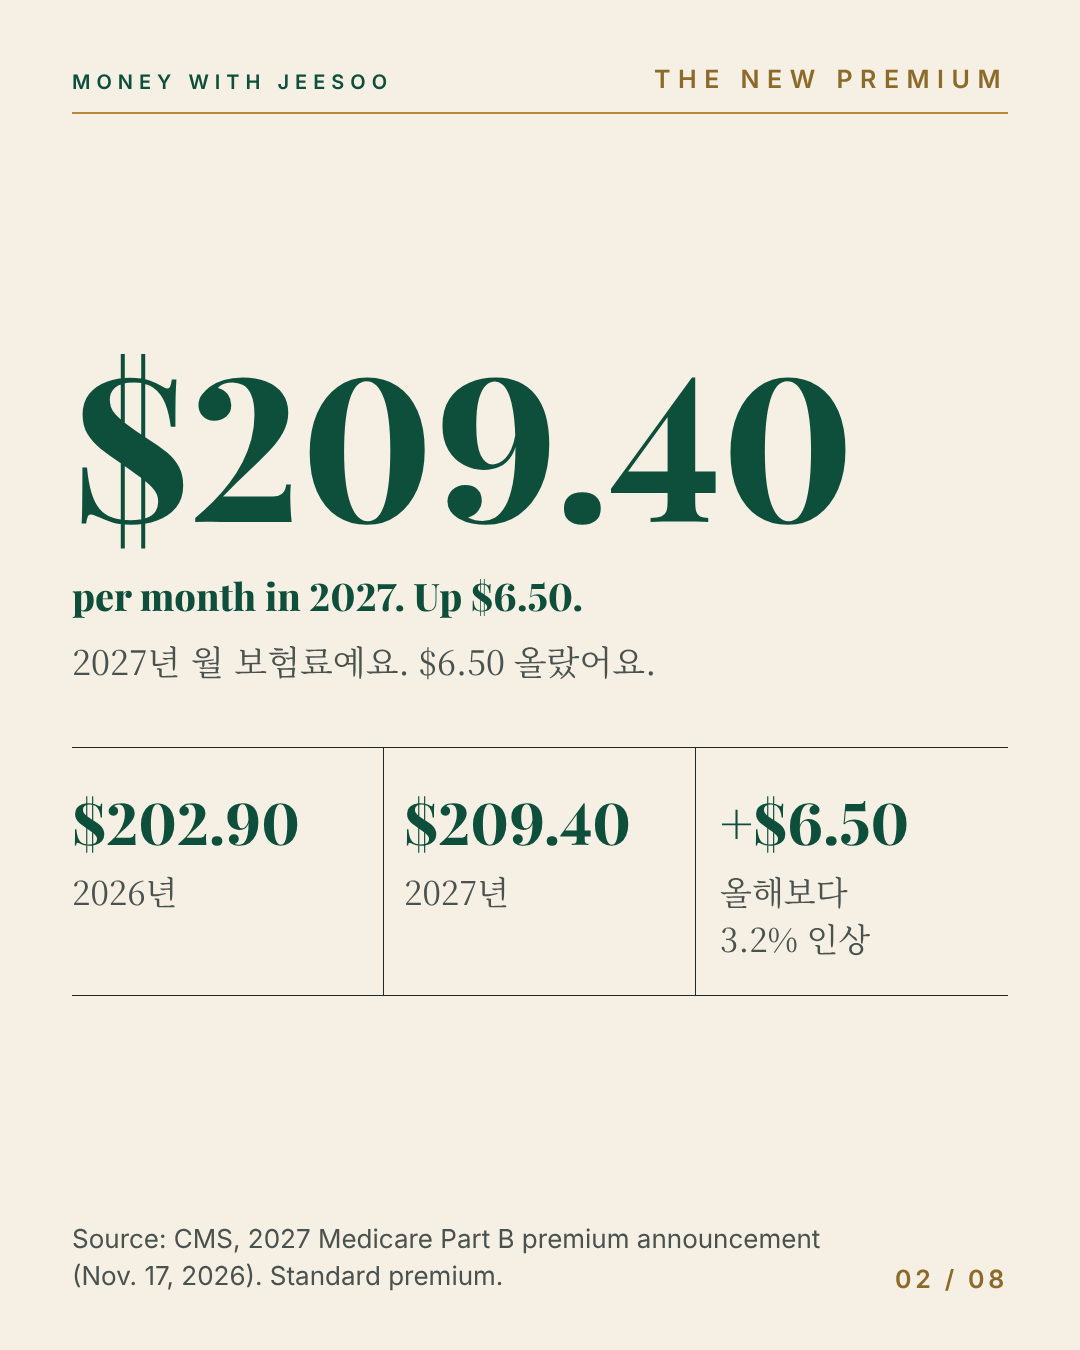 MONEY WITH JEESOO
THE NEW PREMIUM
$209.40
per month in 2027. Up $6.50.
2027년 월 보험료예요. $6.50 올랐어요.
$202.90
2026년
$209.40
2027년
+$6.50
올해보다
3.2% 인상
Source: CMS, 2027 Medicare Part B premium announcement
(Nov. 17, 2026). Standard premium.
02 / 08